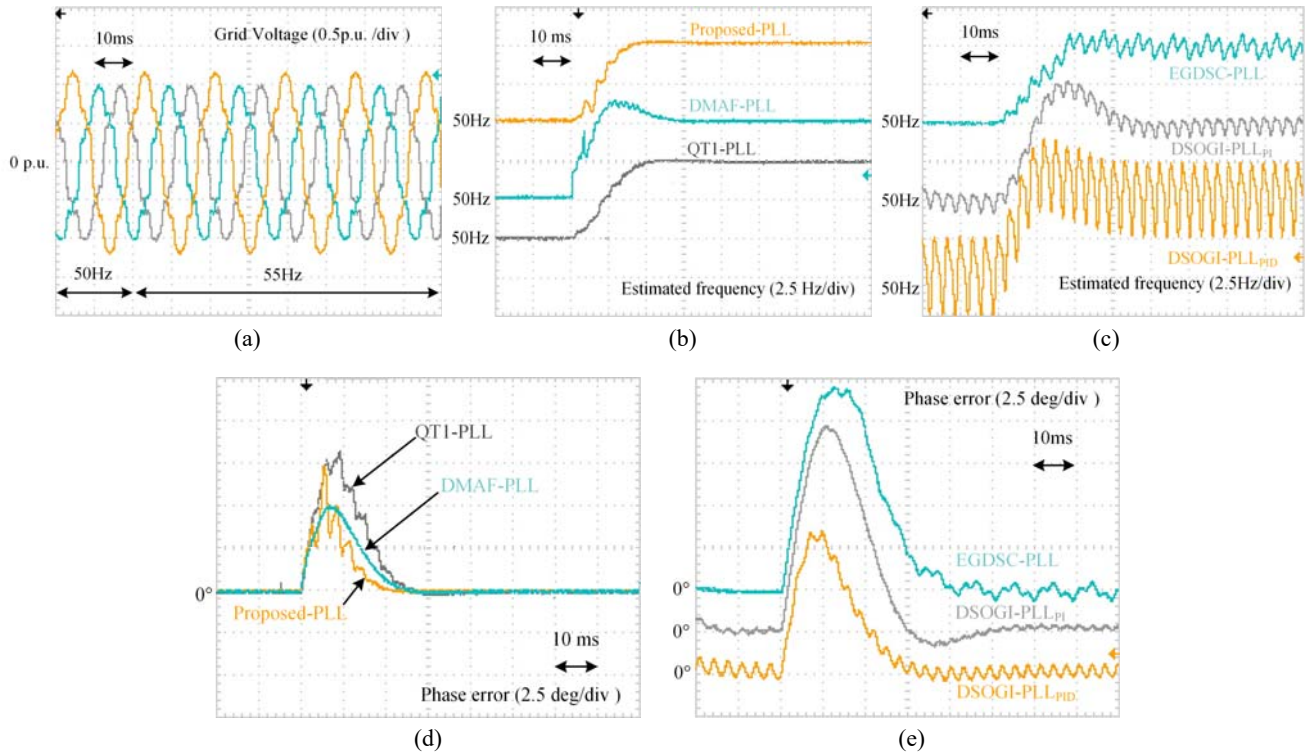 10ms
Grid Voltage (0.5p.u. /div )
0 p.u.
50Hz
55Hz
(a)
10 ms
Proposed-PLL
DMAF-PLL
50Hz
QT1-PLL
50Hz
50Hz
Estimated frequency (2.5 Hz/div)
(b)
10ms
EGDSC-PLL
50Hz
DSOGI-PLLPI
50Hz
DSOGI-PLLPID
50Hz
Estimated frequency (2.5Hz/div)
(c)
QT1-PLL
DMAF-PLL
0°
Proposed-PLL
10 ms
Phase error (2.5 deg/div )
(d)
Phase error (2.5 deg/div )
10ms
EGDSC-PLL
0°
DSOGI-PLLPI
0°
0°
DSOGI-PLLPID
(e)